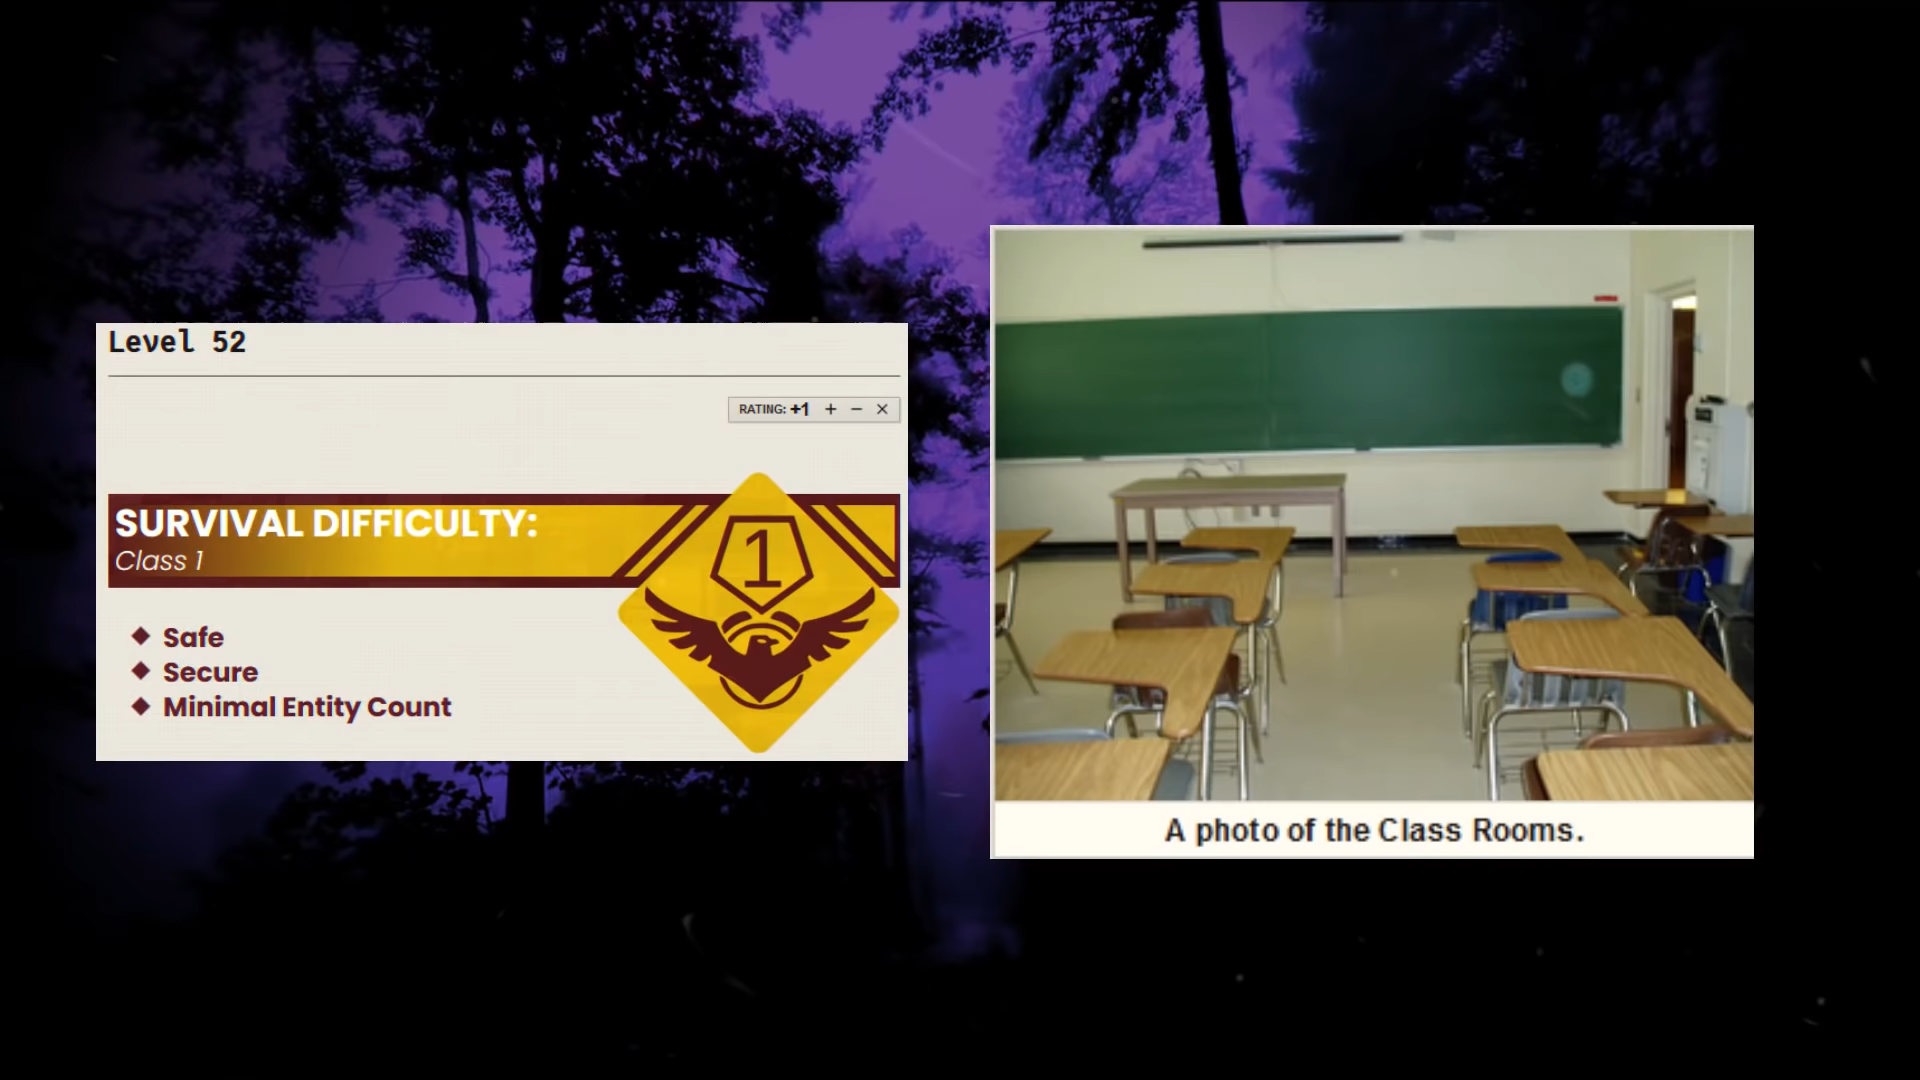 Level 52
RATING: +1 + − ×
SURVIVAL DIFFICULTY:
Class 1
1
Safe
Secure
Minimal Entity Count
A photo of the Class Rooms.